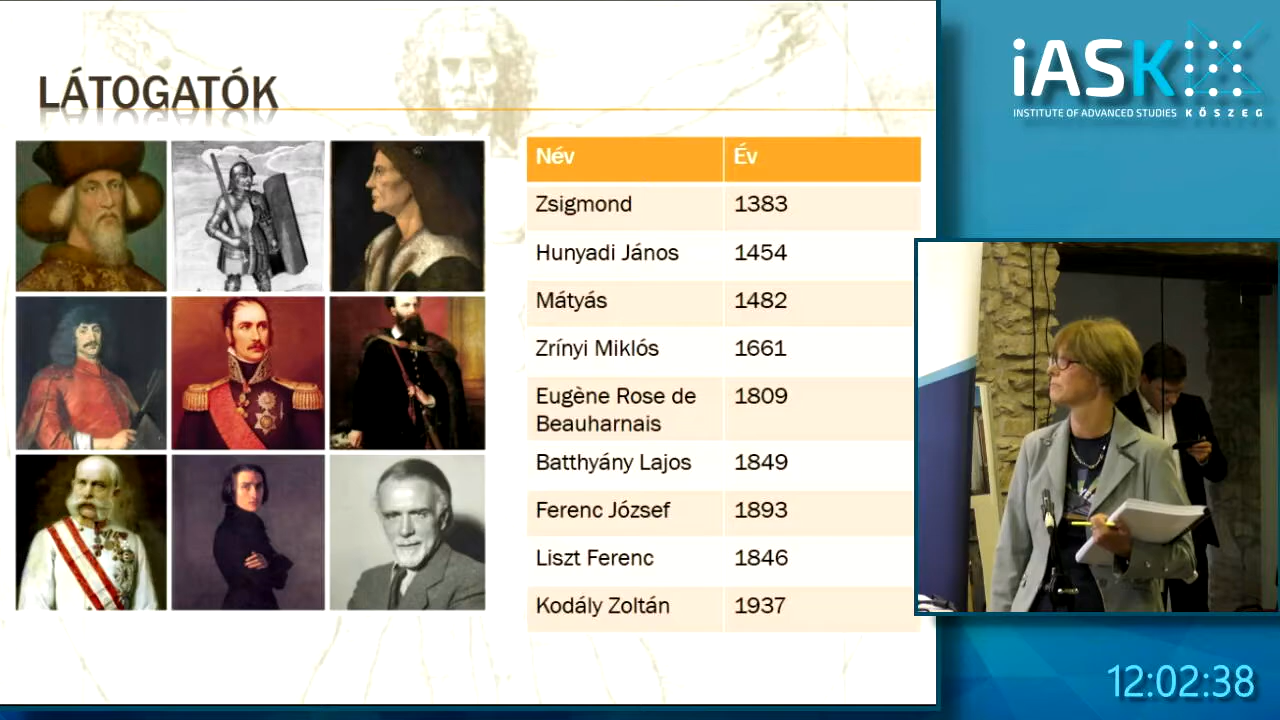 LÁTOGATÓK
Név Év
Zsigmond 1383
Hunyadi János 1454
Mátyás 1482
Zrínyi Miklós 1661
Eugène Rose de
Beauharnais 1809
Batthyány Lajos 1849
Ferenc József 1893
Liszt Ferenc 1846
Kodály Zoltán 1937
iASK
INSTITUTE OF ADVANCED STUDIES KŐSZEG
12:02:38